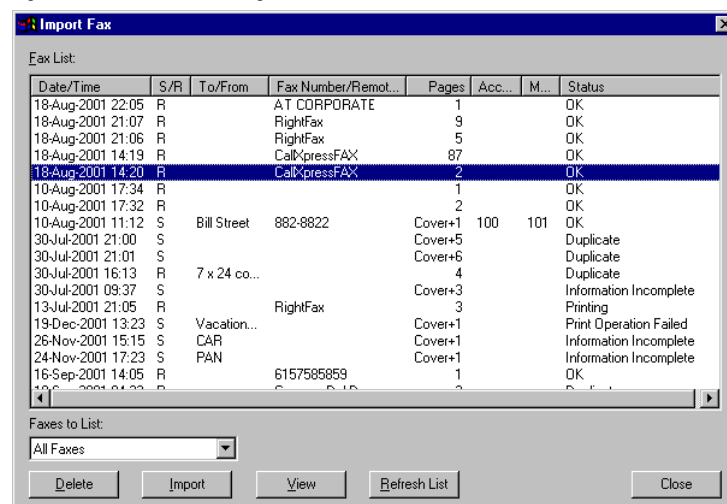 Import Fax
Fax List:
Date/Time S/R To/From Fax Number/Remot... Pages Acc... M... Status
18-Aug-2001 22:05 R AT CORPORATE 1 OK
18-Aug-2001 21:07 R RightFax 9 OK
18-Aug-2001 21:06 R RightFax 5 OK
18-Aug-2001 14:19 R CallXpressFAX 87 OK
18-Aug-2001 14:20 R CallXpressFAX 2 OK
10-Aug-2001 17:34 R 1 OK
10-Aug-2001 17:32 R 2 OK
10-Aug-2001 11:12 S Bill Street 882-8822 Cover+1 100 101 OK
30-Jul-2001 21:00 S Cover+5 Duplicate
30-Jul-2001 21:01 S Cover+6 Duplicate
30-Jul-2001 16:13 R 7 x 24 co... 4 Duplicate
30-Jul-2001 09:37 S Cover+3 Information Incomplete
13-Jul-2001 21:05 R RightFax 3 Printing
19-Dec-2001 13:23 S Vacation... Cover+1 Print Operation Failed
26-Nov-2001 15:15 S CAR Cover+1 Information Incomplete
24-Nov-2001 17:23 S PAN Cover+1 Information Incomplete
16-Sep-2001 14:05 R 6157585859 1 OK
Faxes to List:
All Faxes
Delete Import View Refresh List Close